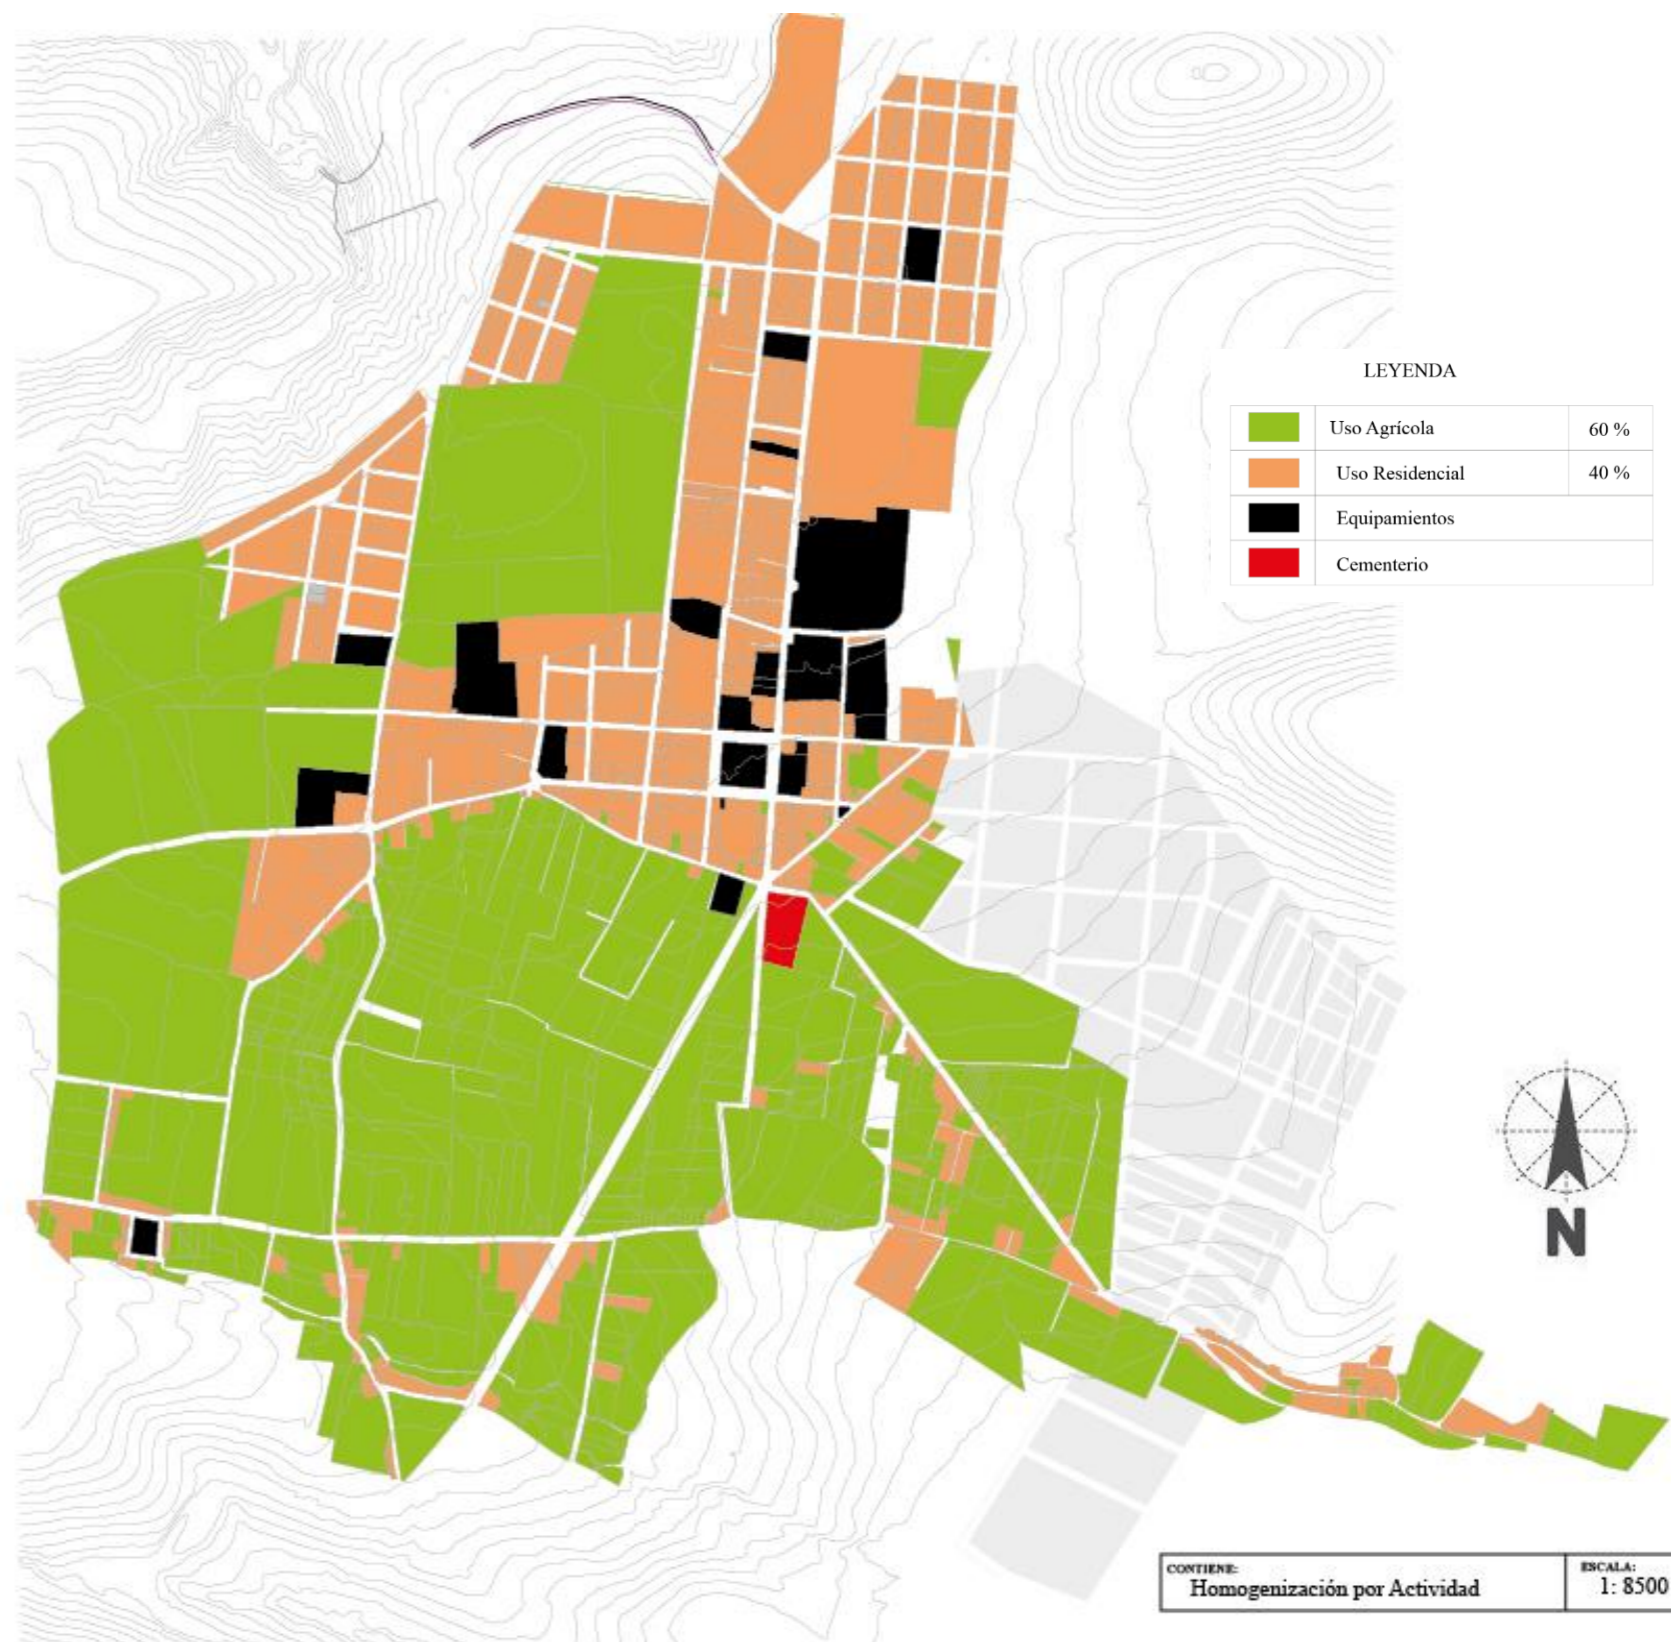 LEYENDA
Uso Agrícola 60 %
Uso Residencial 40 %
Equipamientos
Cementerio
N
CONTIENE:
Homogenización por Actividad
ESCALA:
1: 8500